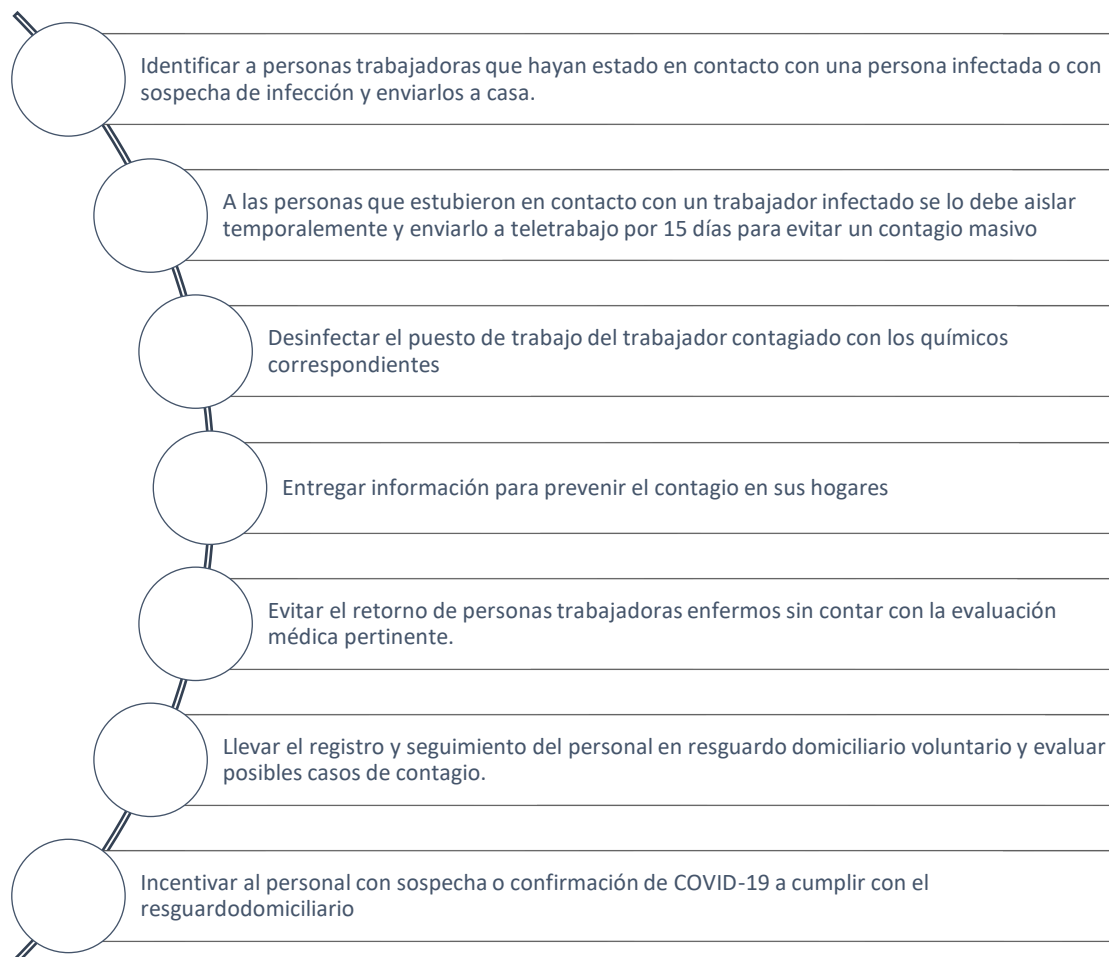 Identificar a personas trabajadoras que hayan estado en contacto con una persona infectada o con
sospecha de infección y enviarlos a casa.
A las personas que estubieron en contacto con un trabajador infectado se lo debe aislar
temporalemente y enviarlo a teletrabajo por 15 días para evitar un contagio masivo
Desinfectar el puesto de trabajo del trabajador contagiado con los químicos
correspondientes
Entregar información para prevenir el contagio en sus hogares
Evitar el retorno de personas trabajadoras enfermos sin contar con la evaluación
médica pertinente.
Llevar el registro y seguimiento del personal en resguardo domiciliario voluntario y evaluar
posibles casos de contagio.
Incentivar al personal con sospecha o confirmación de COVID-19 a cumplir con el
resguardodomiciliario